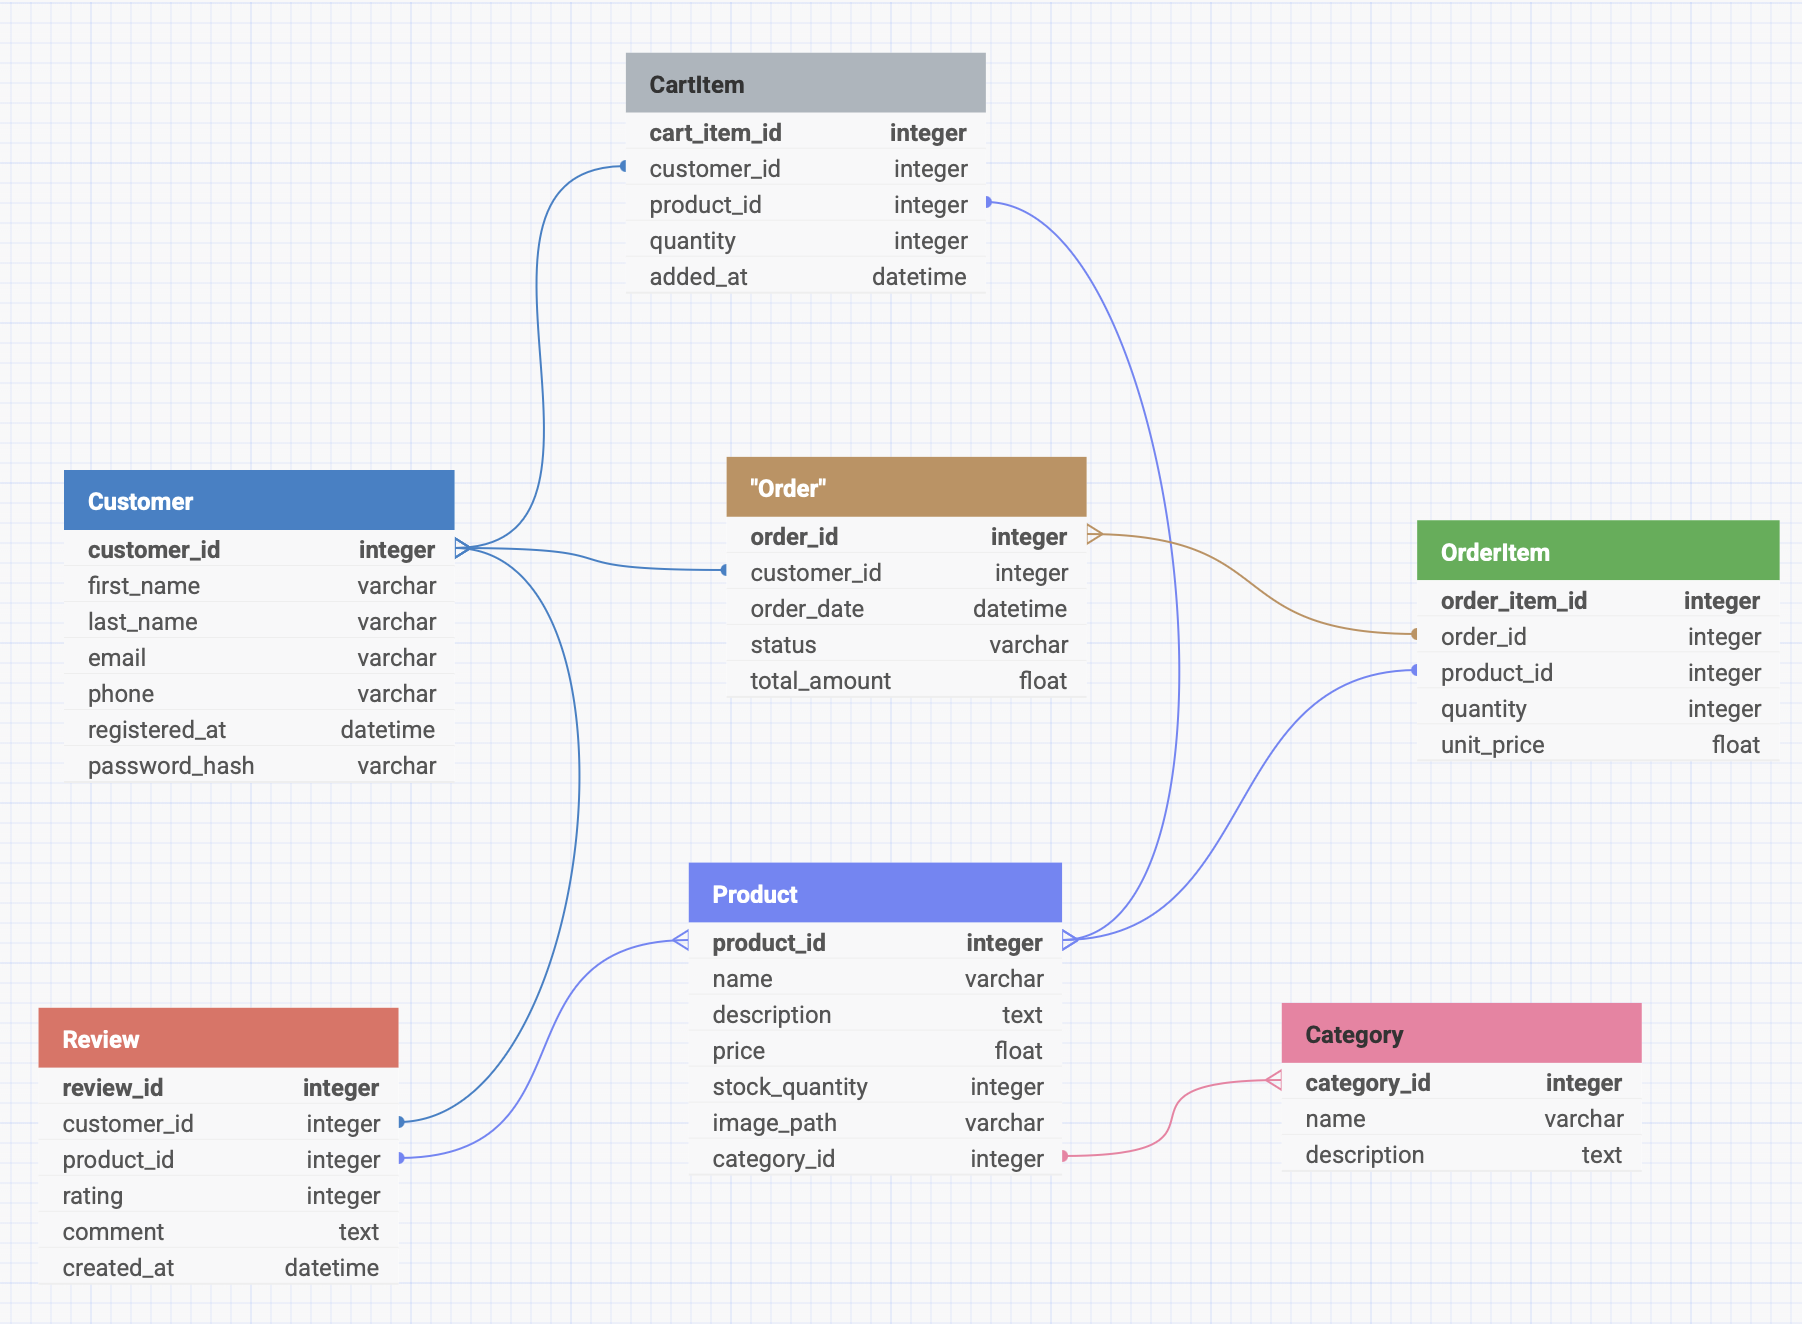 CartItem
cart_item_id integer
customer_id integer
product_id integer
quantity integer
added_at datetime
Customer
customer_id integer
first_name varchar
last_name varchar
email varchar
phone varchar
registered_at datetime
password_hash varchar
"Order"
order_id integer
customer_id integer
order_date datetime
status varchar
total_amount float
OrderItem
order_item_id integer
order_id integer
product_id integer
quantity integer
unit_price float
Review
review_id integer
customer_id integer
product_id integer
rating integer
comment text
created_at datetime
Product
product_id integer
name varchar
description text
price float
stock_quantity integer
image_path varchar
category_id integer
Category
category_id integer
name varchar
description text